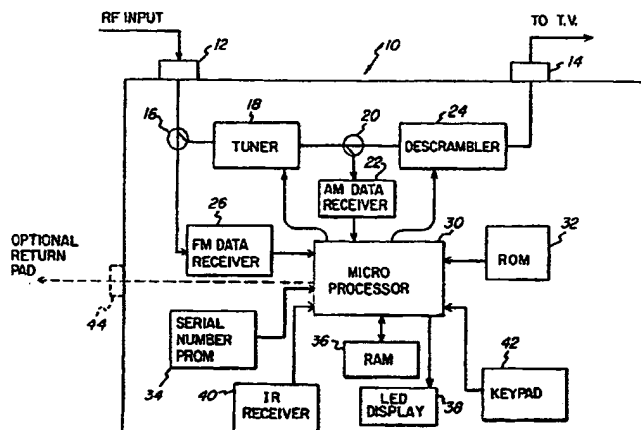 RF INPUT
TO T.V.
12
10
14
16
18
20
24
TUNER
DESCRAMBLER
22
AM DATA
RECEIVER
26
30
32
FM DATA
RECEIVER
MICRO
PROCESSOR
ROM
OPTIONAL
RETURN
PAD
44
SERIAL
NUMBER
PROM
34
36
RAM
42
KEYPAD
40
IR
RECEIVER
LED
DISPLAY
38